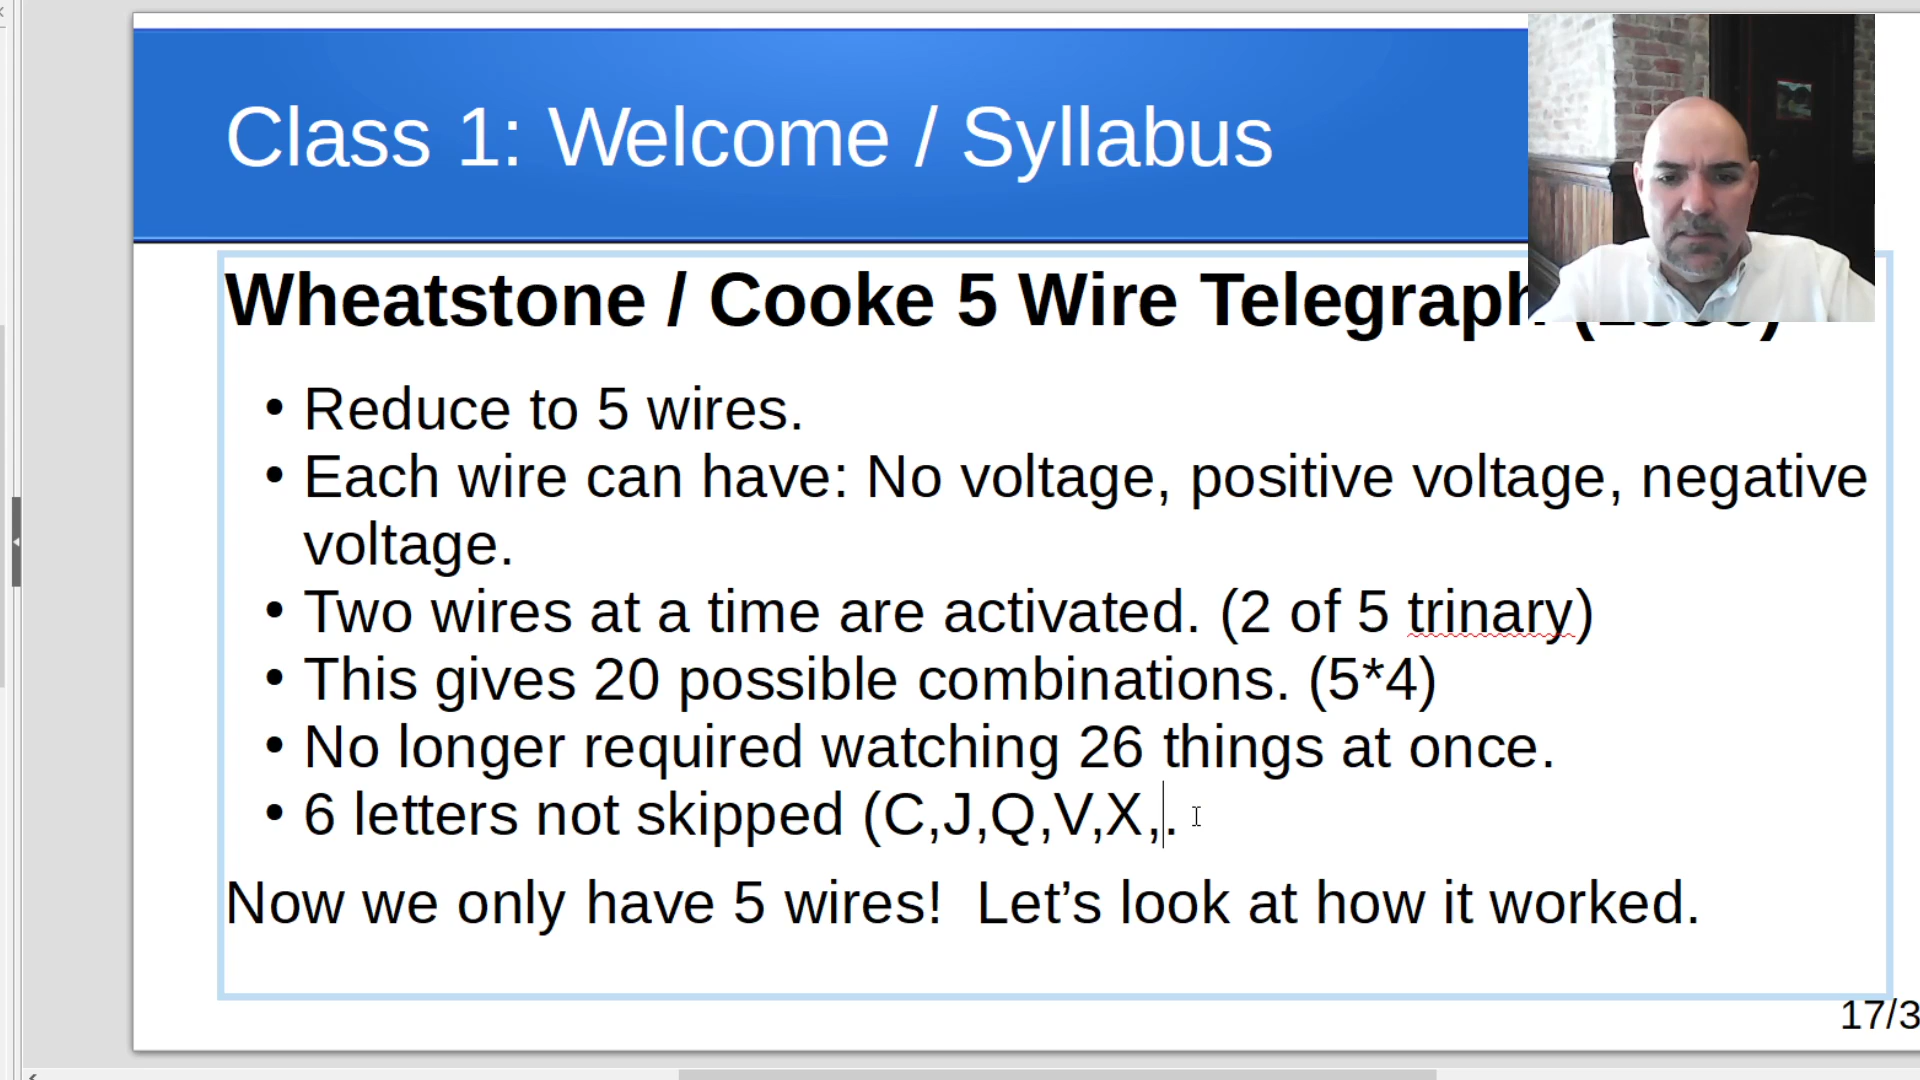 Class 1: Welcome / Syllabus
Wheatstone / Cooke 5 Wire Telegraph
• Reduce to 5 wires.
• Each wire can have: No voltage, positive voltage, negative
voltage.
• Two wires at a time are activated. (2 of 5 trinary)
• This gives 20 possible combinations. (5*4)
• No longer required watching 26 things at once.
• 6 letters not skipped (C,J,Q,V,X,.
Now we only have 5 wires!  Let’s look at how it worked.
17/3